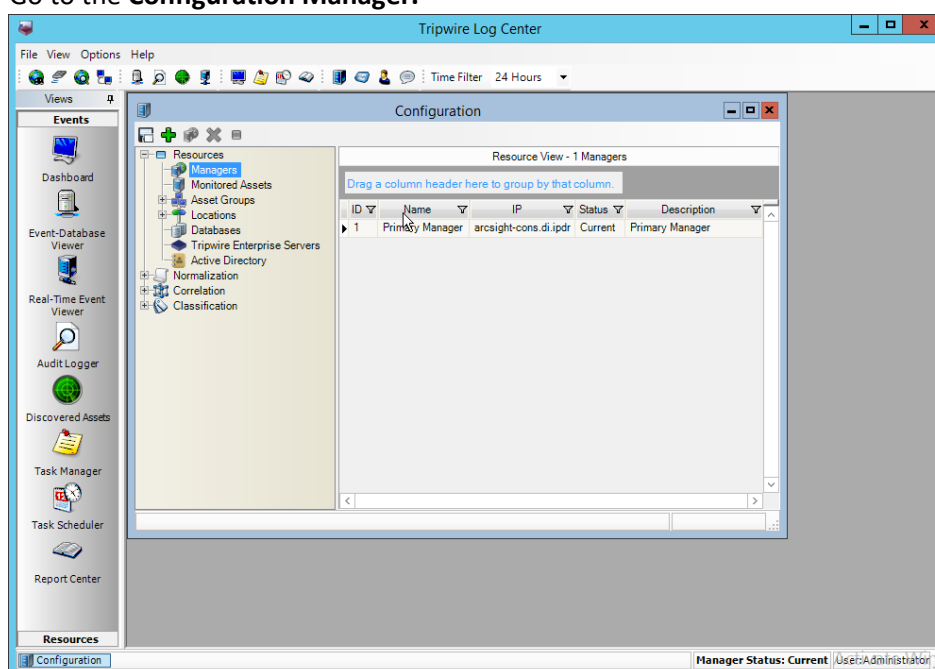 Go to the Configuration Manager.
Tripwire Log Center
File View Options Help
Time Filter 24 Hours
Views
Events
Dashboard
Event-Database
Viewer
Real-Time Event
Viewer
Audit Logger
Discovered Assets
Task Manager
Task Scheduler
Report Center
Resources
Configuration
Resources
Managers
Monitored Assets
Asset Groups
Locations
Databases
Tripwire Enterprise Servers
Active Directory
Normalization
Correlation
Classification
Resource View - 1 Managers
Drag a column header here to group by that column.
ID Name IP Status Description
1 Primary Manager arcsight-cons.di.ipdr Current Primary Manager
Configuration
Manager Status: Current User:Administrator